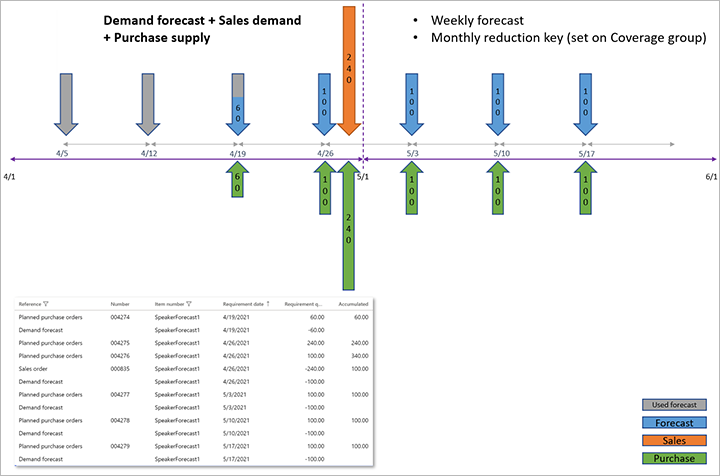 Demand forecast + Sales demand
+ Purchase supply
• Weekly forecast
• Monthly reduction key (set on Coverage group)
240
60
100
100
100
100
4/5
4/12
4/19
4/26
5/3
5/10
5/17
4/1
5/1
6/1
60
100
240
100
100
100
Reference Number Item number Requirement date ↑ Requirement q... Accumulated
Planned purchase orders 004274 SpeakerForecast1 4/19/2021 60.00 60.00
Demand forecast SpeakerForecast1 4/19/2021 -60.00
Planned purchase orders 004275 SpeakerForecast1 4/26/2021 240.00 240.00
Planned purchase orders 004276 SpeakerForecast1 4/26/2021 100.00 340.00
Sales order 000835 SpeakerForecast1 4/26/2021 -240.00 100.00
Demand forecast SpeakerForecast1 4/26/2021 -100.00
Planned purchase orders 004277 SpeakerForecast1 5/3/2021 100.00 100.00
Demand forecast SpeakerForecast1 5/3/2021 -100.00
Planned purchase orders 004278 SpeakerForecast1 5/10/2021 100.00 100.00
Demand forecast SpeakerForecast1 5/10/2021 -100.00
Planned purchase orders 004279 SpeakerForecast1 5/17/2021 100.00 100.00
Demand forecast SpeakerForecast1 5/17/2021 -100.00
Used forecast
Forecast
Sales
Purchase